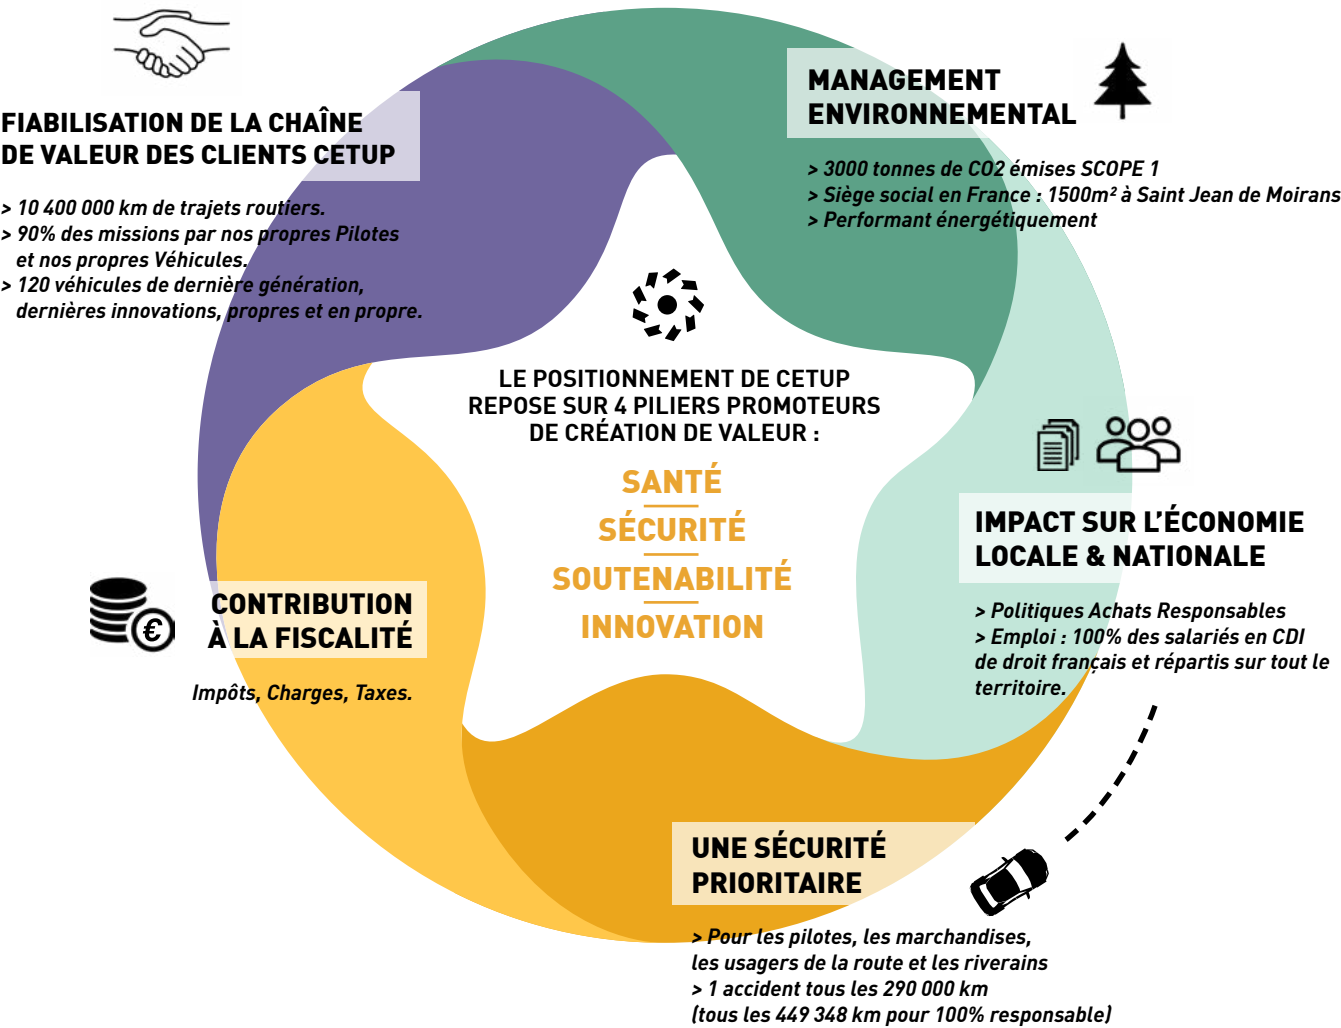 FIABILISATION DE LA CHAÎNE
DE VALEUR DES CLIENTS CETUP
> 10 400 000 km de trajets routiers.
> 90% des missions par nos propres Pilotes
et nos propres Véhicules.
> 120 véhicules de dernière génération,
dernières innovations, propres et en propre.
MANAGEMENT
ENVIRONNEMENTAL
> 3000 tonnes de CO2 émises SCOPE 1
> Siège social en France : 1500m² à Saint Jean de Moirans
> Performant énergétiquement
LE POSITIONNEMENT DE CETUP
REPOSE SUR 4 PILIERS PROMOTEURS
DE CRÉATION DE VALEUR :
SANTÉ
SÉCURITÉ
SOUTENABILITÉ
INNOVATION
IMPACT SUR L’ÉCONOMIE
LOCALE & NATIONALE
> Politiques Achats Responsables
> Emploi : 100% des salariés en CDI
de droit français et répartis sur tout le
territoire.
€
CONTRIBUTION
À LA FISCALITÉ
Impôts, Charges, Taxes.
UNE SÉCURITÉ
PRIORITAIRE
> Pour les pilotes, les marchandises,
les usagers de la route et les riverains
> 1 accident tous les 290 000 km
(tous les 449 348 km pour 100% responsable)